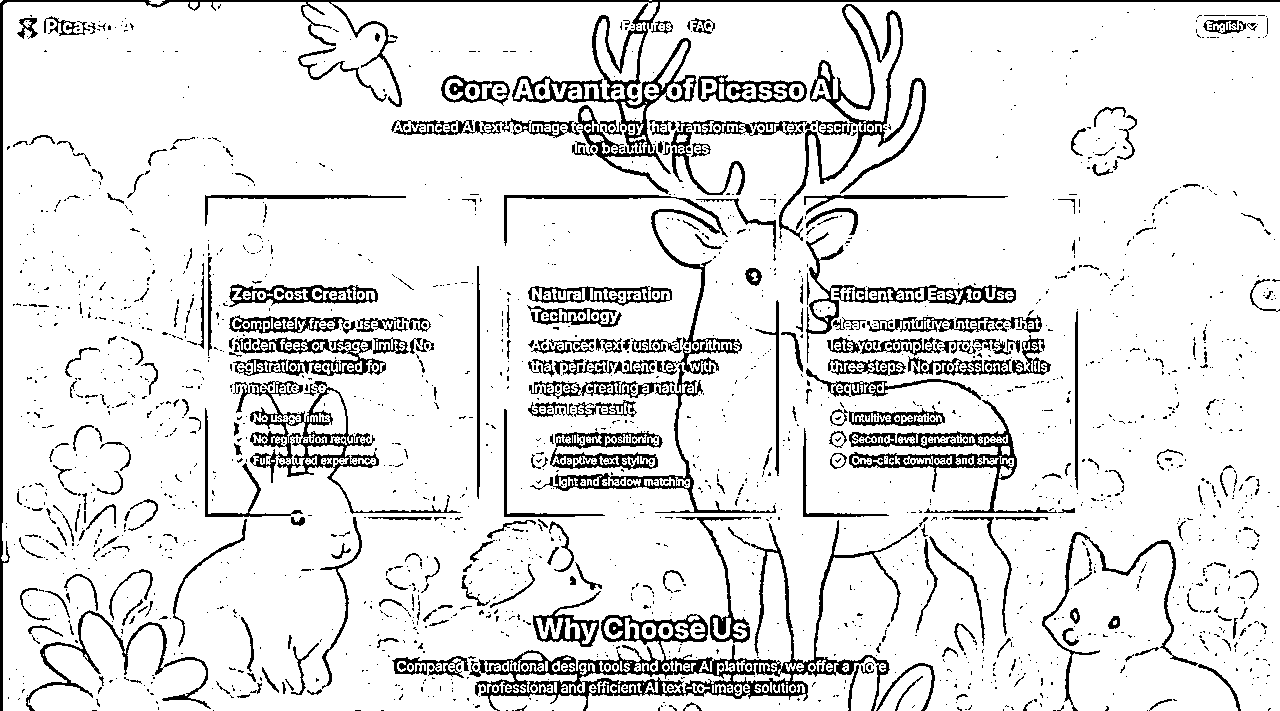 Picasso AI
Features FAQ
English
Core Advantage of Picasso AI
Advanced AI text-to-image technology that transforms your text descriptions
into beautiful images
Zero-Cost Creation
Completely free to use with no
hidden fees or usage limits. No
registration required for
immediate use.
No usage limits
No registration required
Full-featured experience
Natural Integration
Technology
Advanced text fusion algorithms
that perfectly blend text with
images, creating a natural,
seamless result.
Intelligent positioning
Adaptive text styling
Light and shadow matching
Efficient and Easy to Use
Clean and intuitive interface that
lets you complete projects in just
three steps. No professional skills
required.
Intuitive operation
Second-level generation speed
One-click download and sharing
Why Choose Us
Compared to traditional design tools and other AI platforms, we offer a more
professional and efficient AI text-to-image solution